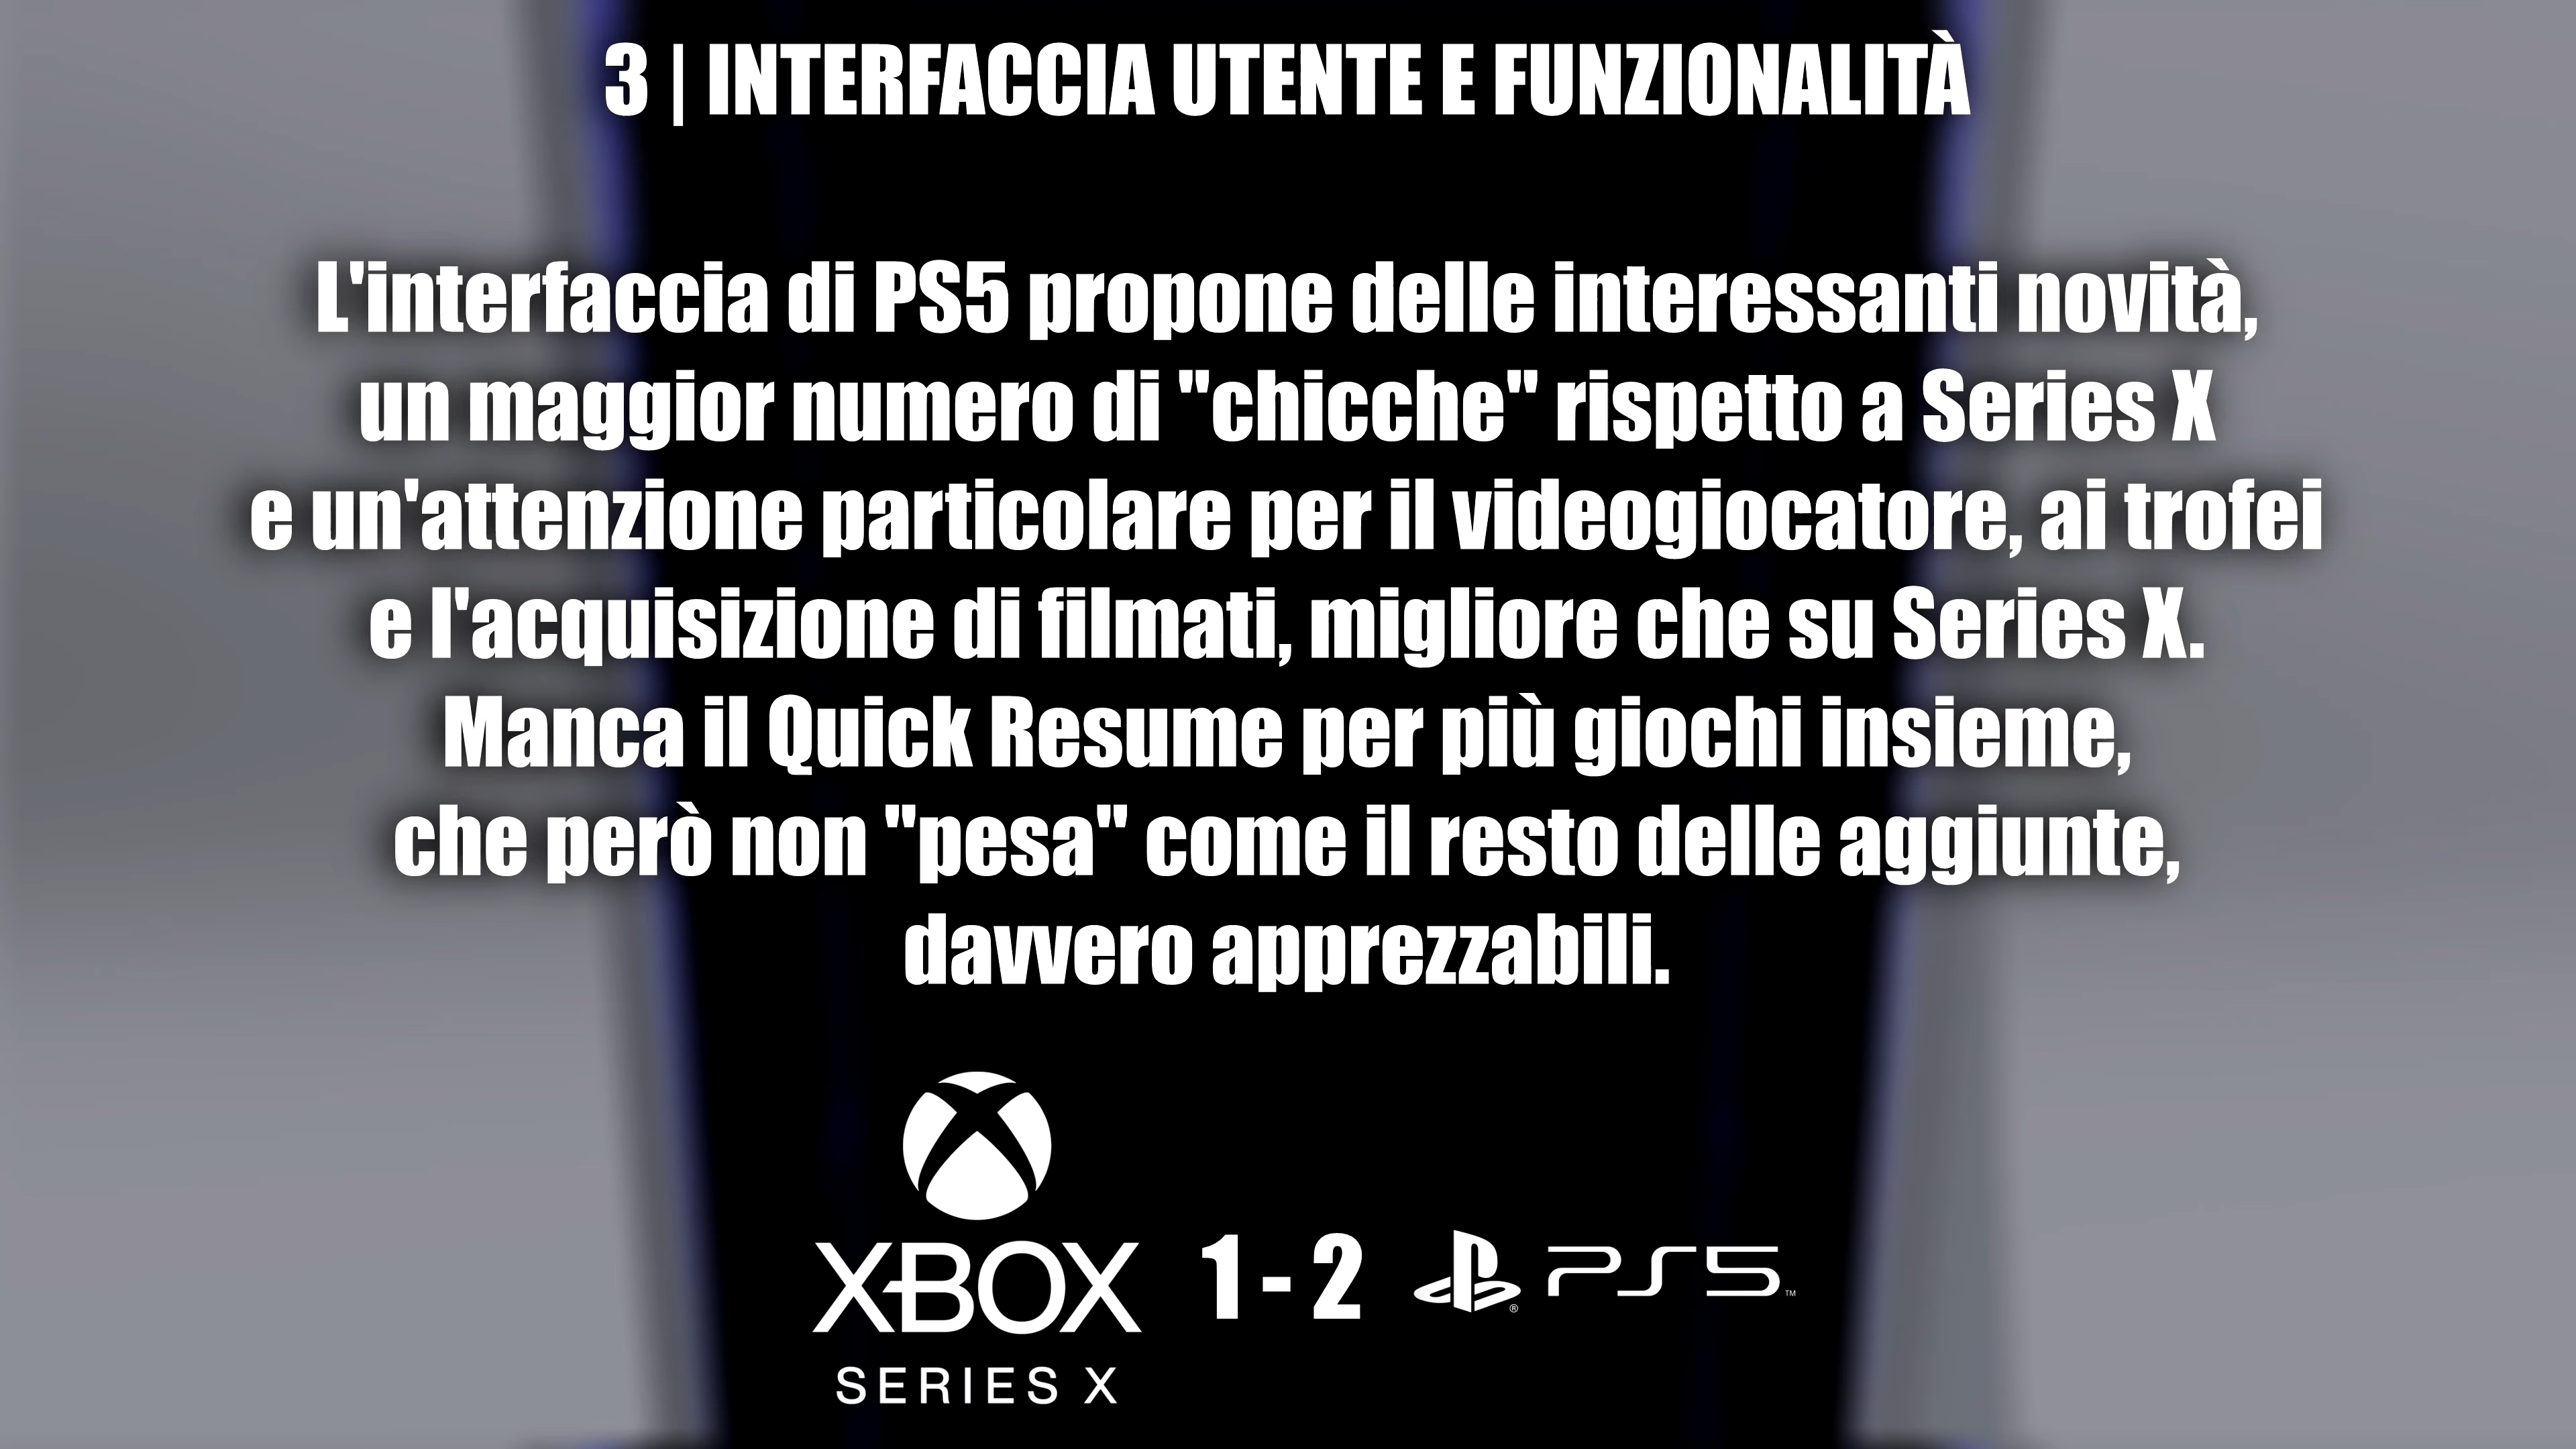 3 | INTERFACCIA UTENTE E FUNZIONALITÀ
L'interfaccia di PS5 propone delle interessanti novità,
un maggior numero di "chicche" rispetto a Series X
e un'attenzione particolare per il videogiocatore, ai trofei
e l'acquisizione di filmati, migliore che su Series X.
Manca il Quick Resume per più giochi insieme,
che però non "pesa" come il resto delle aggiunte,
davvero apprezzabili.
XBOX
SERIES X
1 - 2
® PS5™